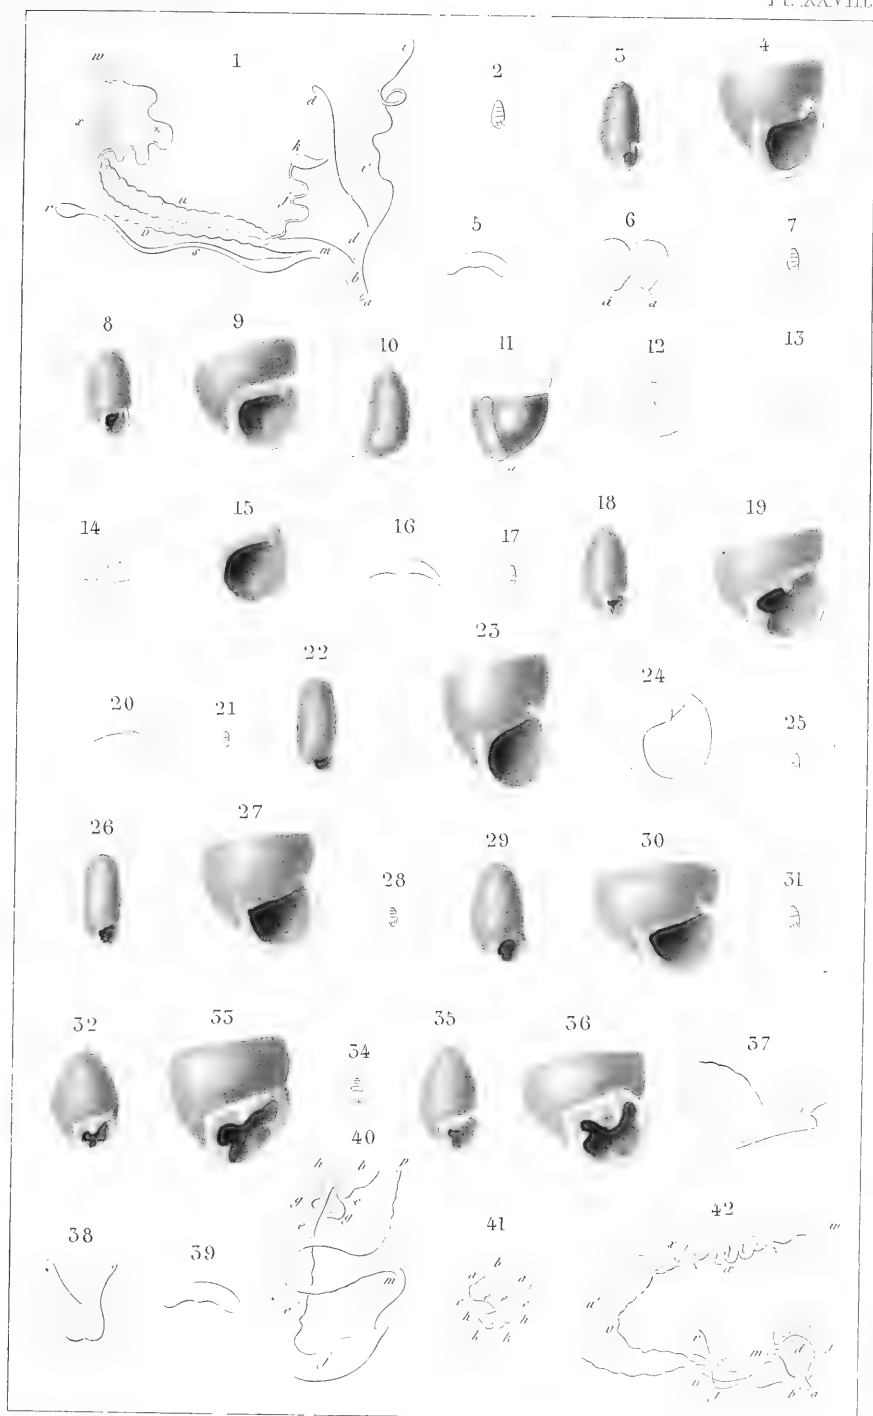 Pl. XXVIII.
1
2
3
4
w
i
d
x
x
k
c
f
u
r
v
s
m
d
b
a
5
6
7
a a
8
9
10
11
12
13
a
14
15
16
17
18
19
20
21
22
23
24
25
26
27
28
29
30
31
32
33
34
35
36
37
38
39
40
41
42
h b p
g c
e g
m
e
f
b
a a
c e e c
h h
k k
x w
u'
v
r
m d
u f b a